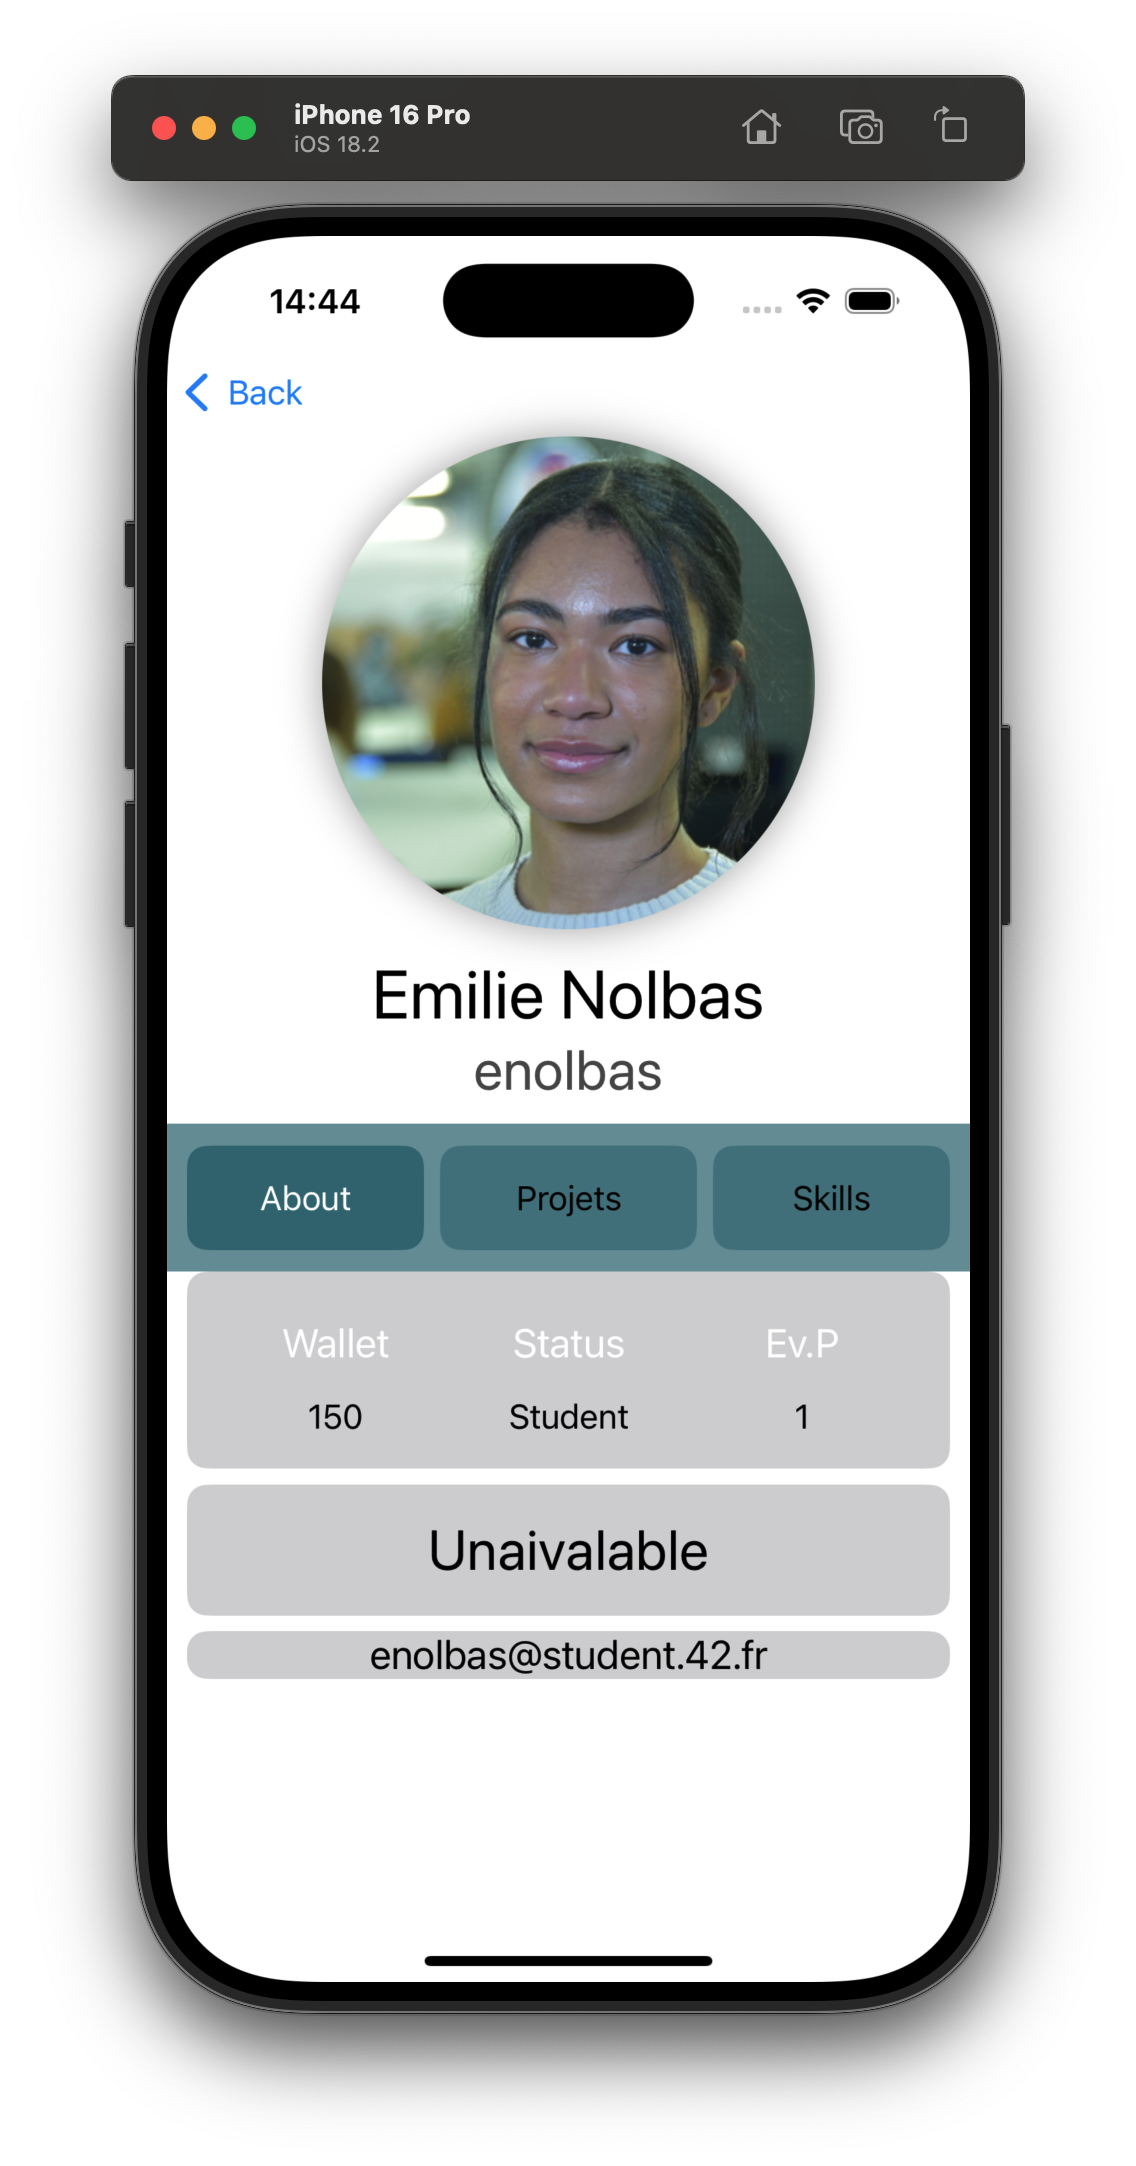 iPhone 16 Pro
iOS 18.2
14:44
Back
Emilie Nolbas
enolbas
About Projets Skills
Wallet Status Ev.P
150 Student 1
Unaivalable
enolbas@student.42.fr